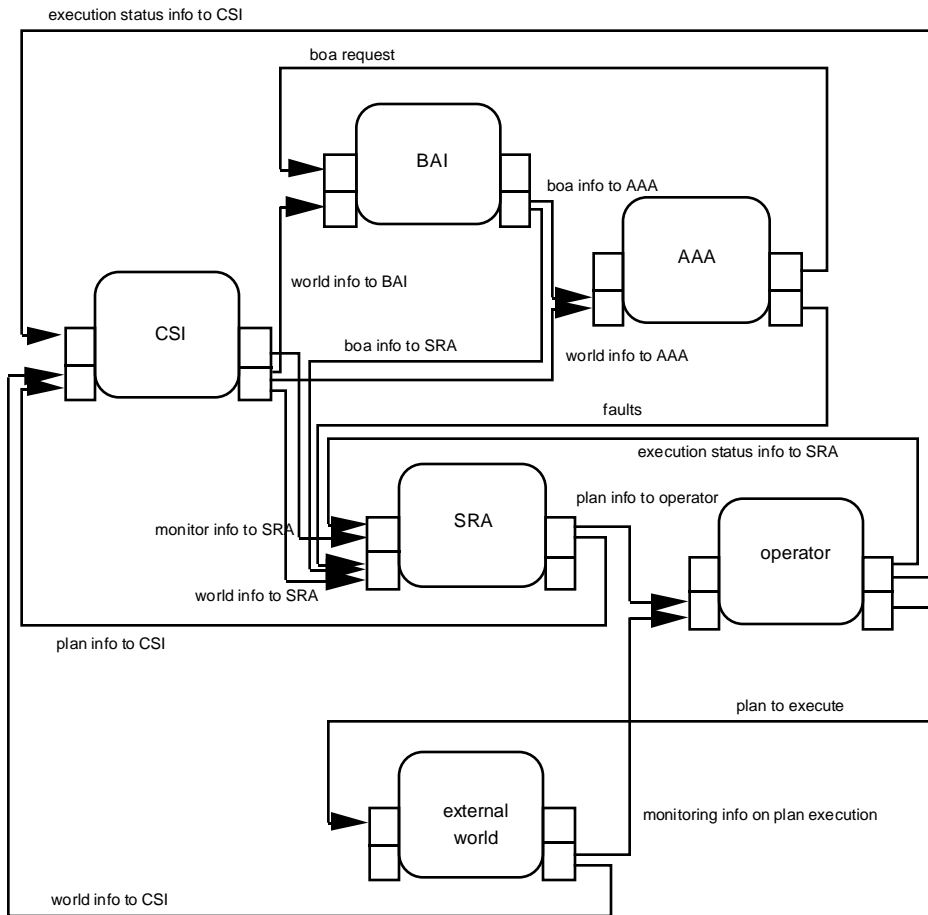 execution status info to CSI
boa request
BAI
boa info to AAA
AAA
world info to BAI
CSI
boa info to SRA
world info to AAA
faults
execution status info to SRA
plan info to operator
SRA
monitor info to SRA
operator
world info to SRA
plan info to CSI
plan to execute
external
world
monitoring info on plan execution
world info to CSI